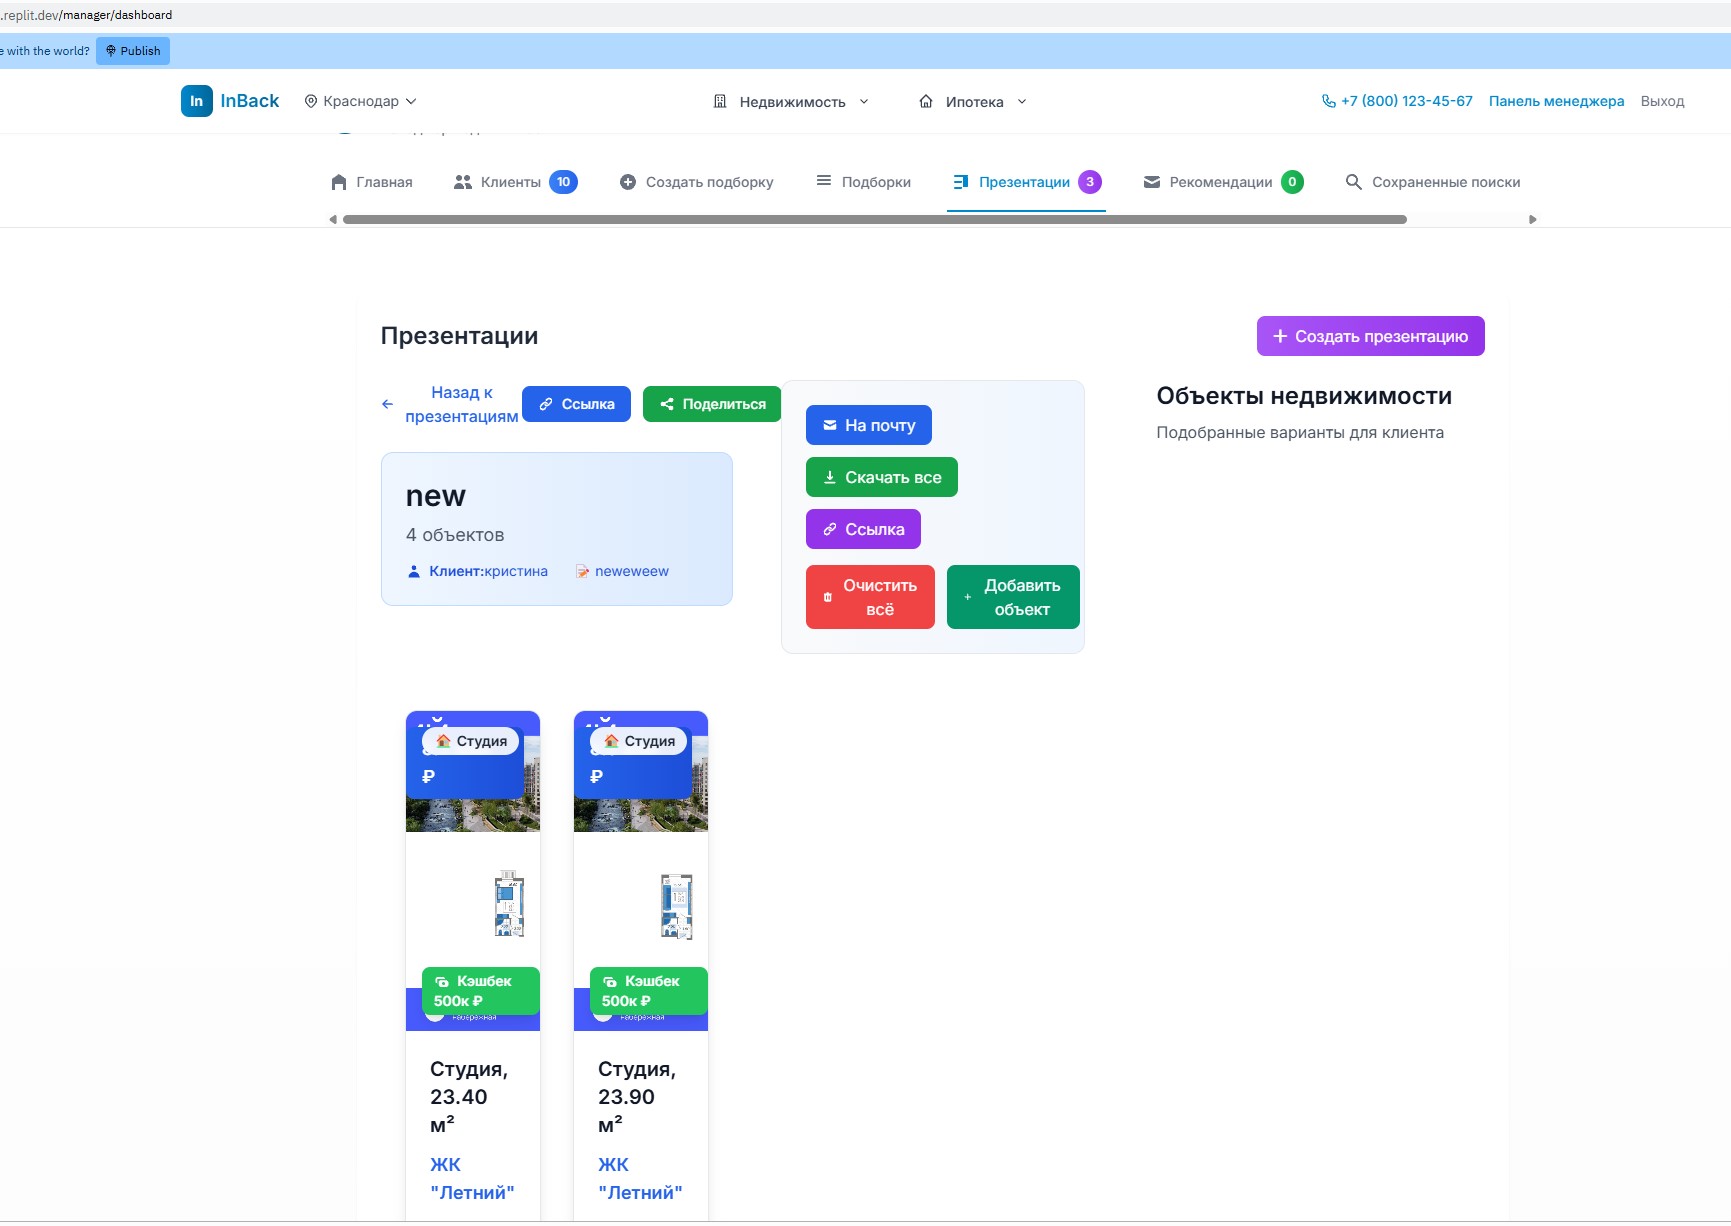 .replit.dev/manager/dashboard
e with the world? Publish
In InBack Краснодар Недвижимость Ипотека +7 (800) 123-45-67 Панель менеджера Выход
Главная Клиенты 10 Создать подборку Подборки Презентации 3 Рекомендации 0 Сохраненные поиски
Презентации
+ Создать презентацию
Назад к
презентациям
Ссылка
Поделиться
new
4 объектов
Клиент:кристина
neweweew
На почту
Скачать все
Ссылка
Очистить
всё
Добавить
объект
Объекты недвижимости
Подобранные варианты для клиента
Студия
₽
Кэшбек
500к ₽
Студия,
23.40
м²
ЖК
"Летний"
Студия
₽
Кэшбек
500к ₽
Студия,
23.90
м²
ЖК
"Летний"